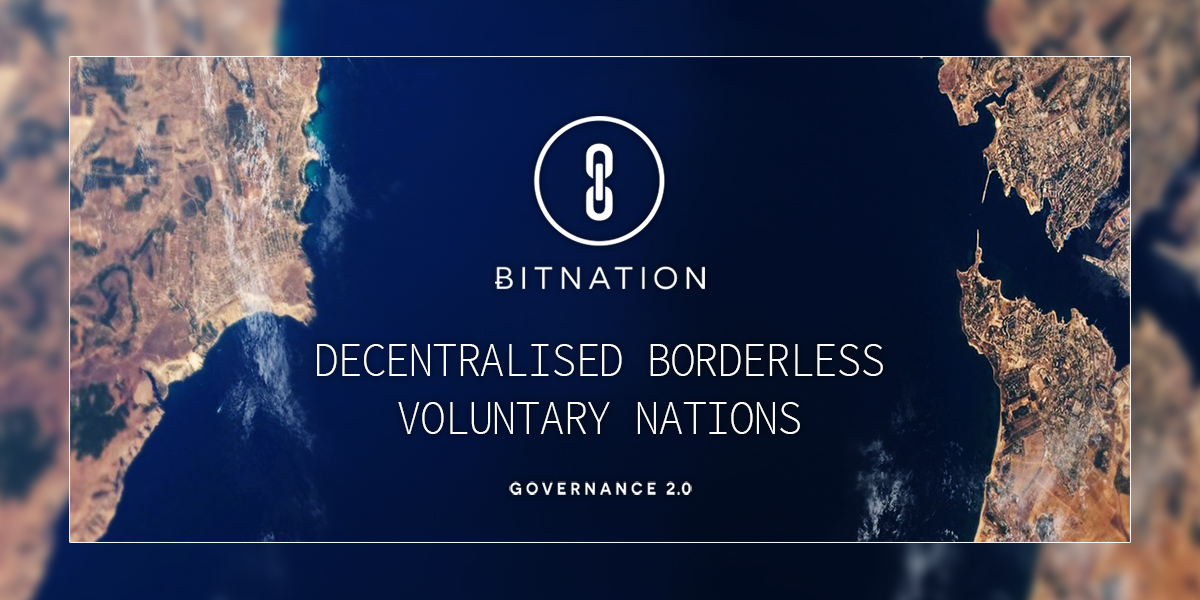 BITNATION
DECENTRALISED BORDERLESS
VOLUNTARY NATIONS
GOVERNANCE 2.0